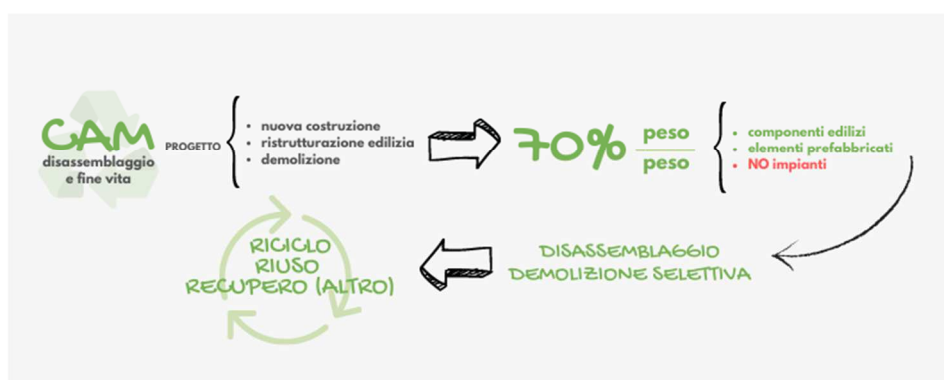 CAM
disassemblaggio
e fine vita
PROGETTO
• nuova costruzione
• ristrutturazione edilizia
• demolizione
70%
peso
peso
• componenti edilizi
• elementi prefabbricati
• NO impianti
DISASSEMBLAGGIO
DEMOLIZIONE SELETTIVA
RICICLO
RIUSO
RECUPERO (ALTRO)